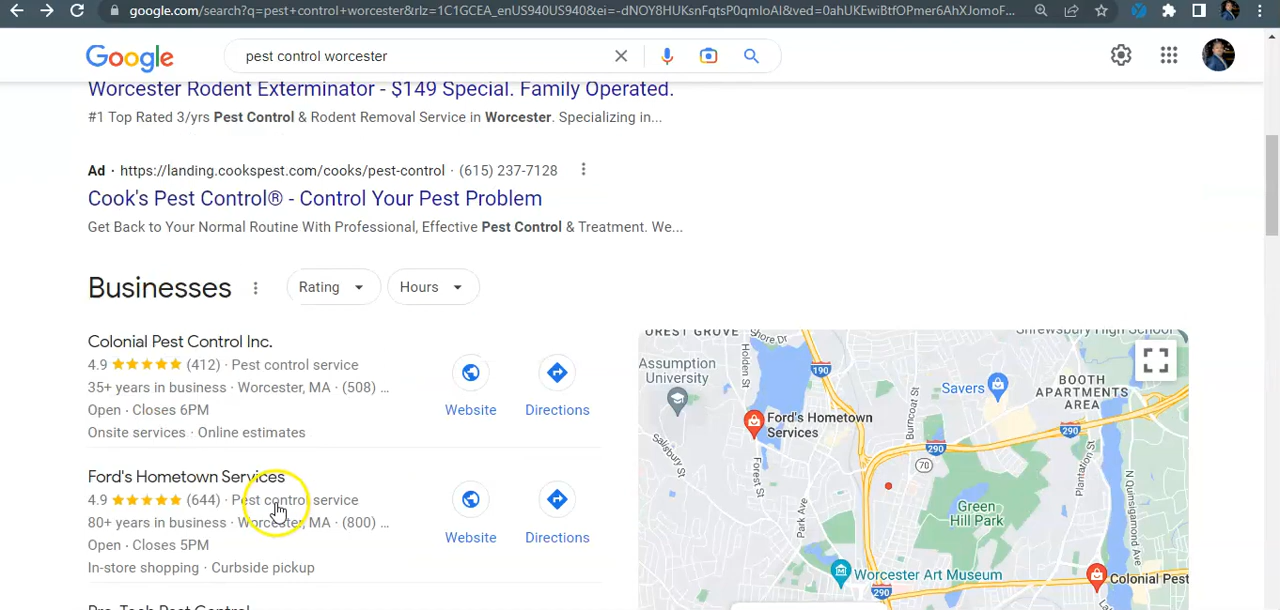 google.com/search?q=pest+control+worcester&rlz=1C1GCEA_enUS940US940&ei=-dNOY8HUKsnFqtsP0qmIoAI&ved=0ahUKEwiBtfOPmer6AhXJomoF...
Google
pest control worcester
Worcester Rodent Exterminator - $149 Special. Family Operated.
#1 Top Rated 3/yrs Pest Control & Rodent Removal Service in Worcester. Specializing in...
Ad · https://landing.cookspest.com/cooks/pest-control · (615) 237-7128
Cook's Pest Control® - Control Your Pest Problem
Get Back to Your Normal Routine With Professional, Effective Pest Control & Treatment. We...
Businesses
Rating
Hours
Colonial Pest Control Inc.
4.9 (412) · Pest control service
35+ years in business · Worcester, MA · (508) ...
Open · Closes 6PM
Onsite services · Online estimates
Website
Directions
Ford's Hometown Services
4.9 (644) · Pest control service
80+ years in business · Worcester, MA · (800) ...
Open · Closes 5PM
In-store shopping · Curbside pickup
Website
Directions
Pro-Tech Pest Control
Shrewsbury High School
Shore Dr
Assumption
University
Holden St
190
Savers
BOOTH
APARTMENTS
AREA
Ford's Hometown
Services
Burncoat St
290
290
70
Salisbury St
Forest St
Park Ave
Plantation St
N Quinsigamond Ave
Green
Hill Park
Worcester Art Museum
290
Colonial Pest